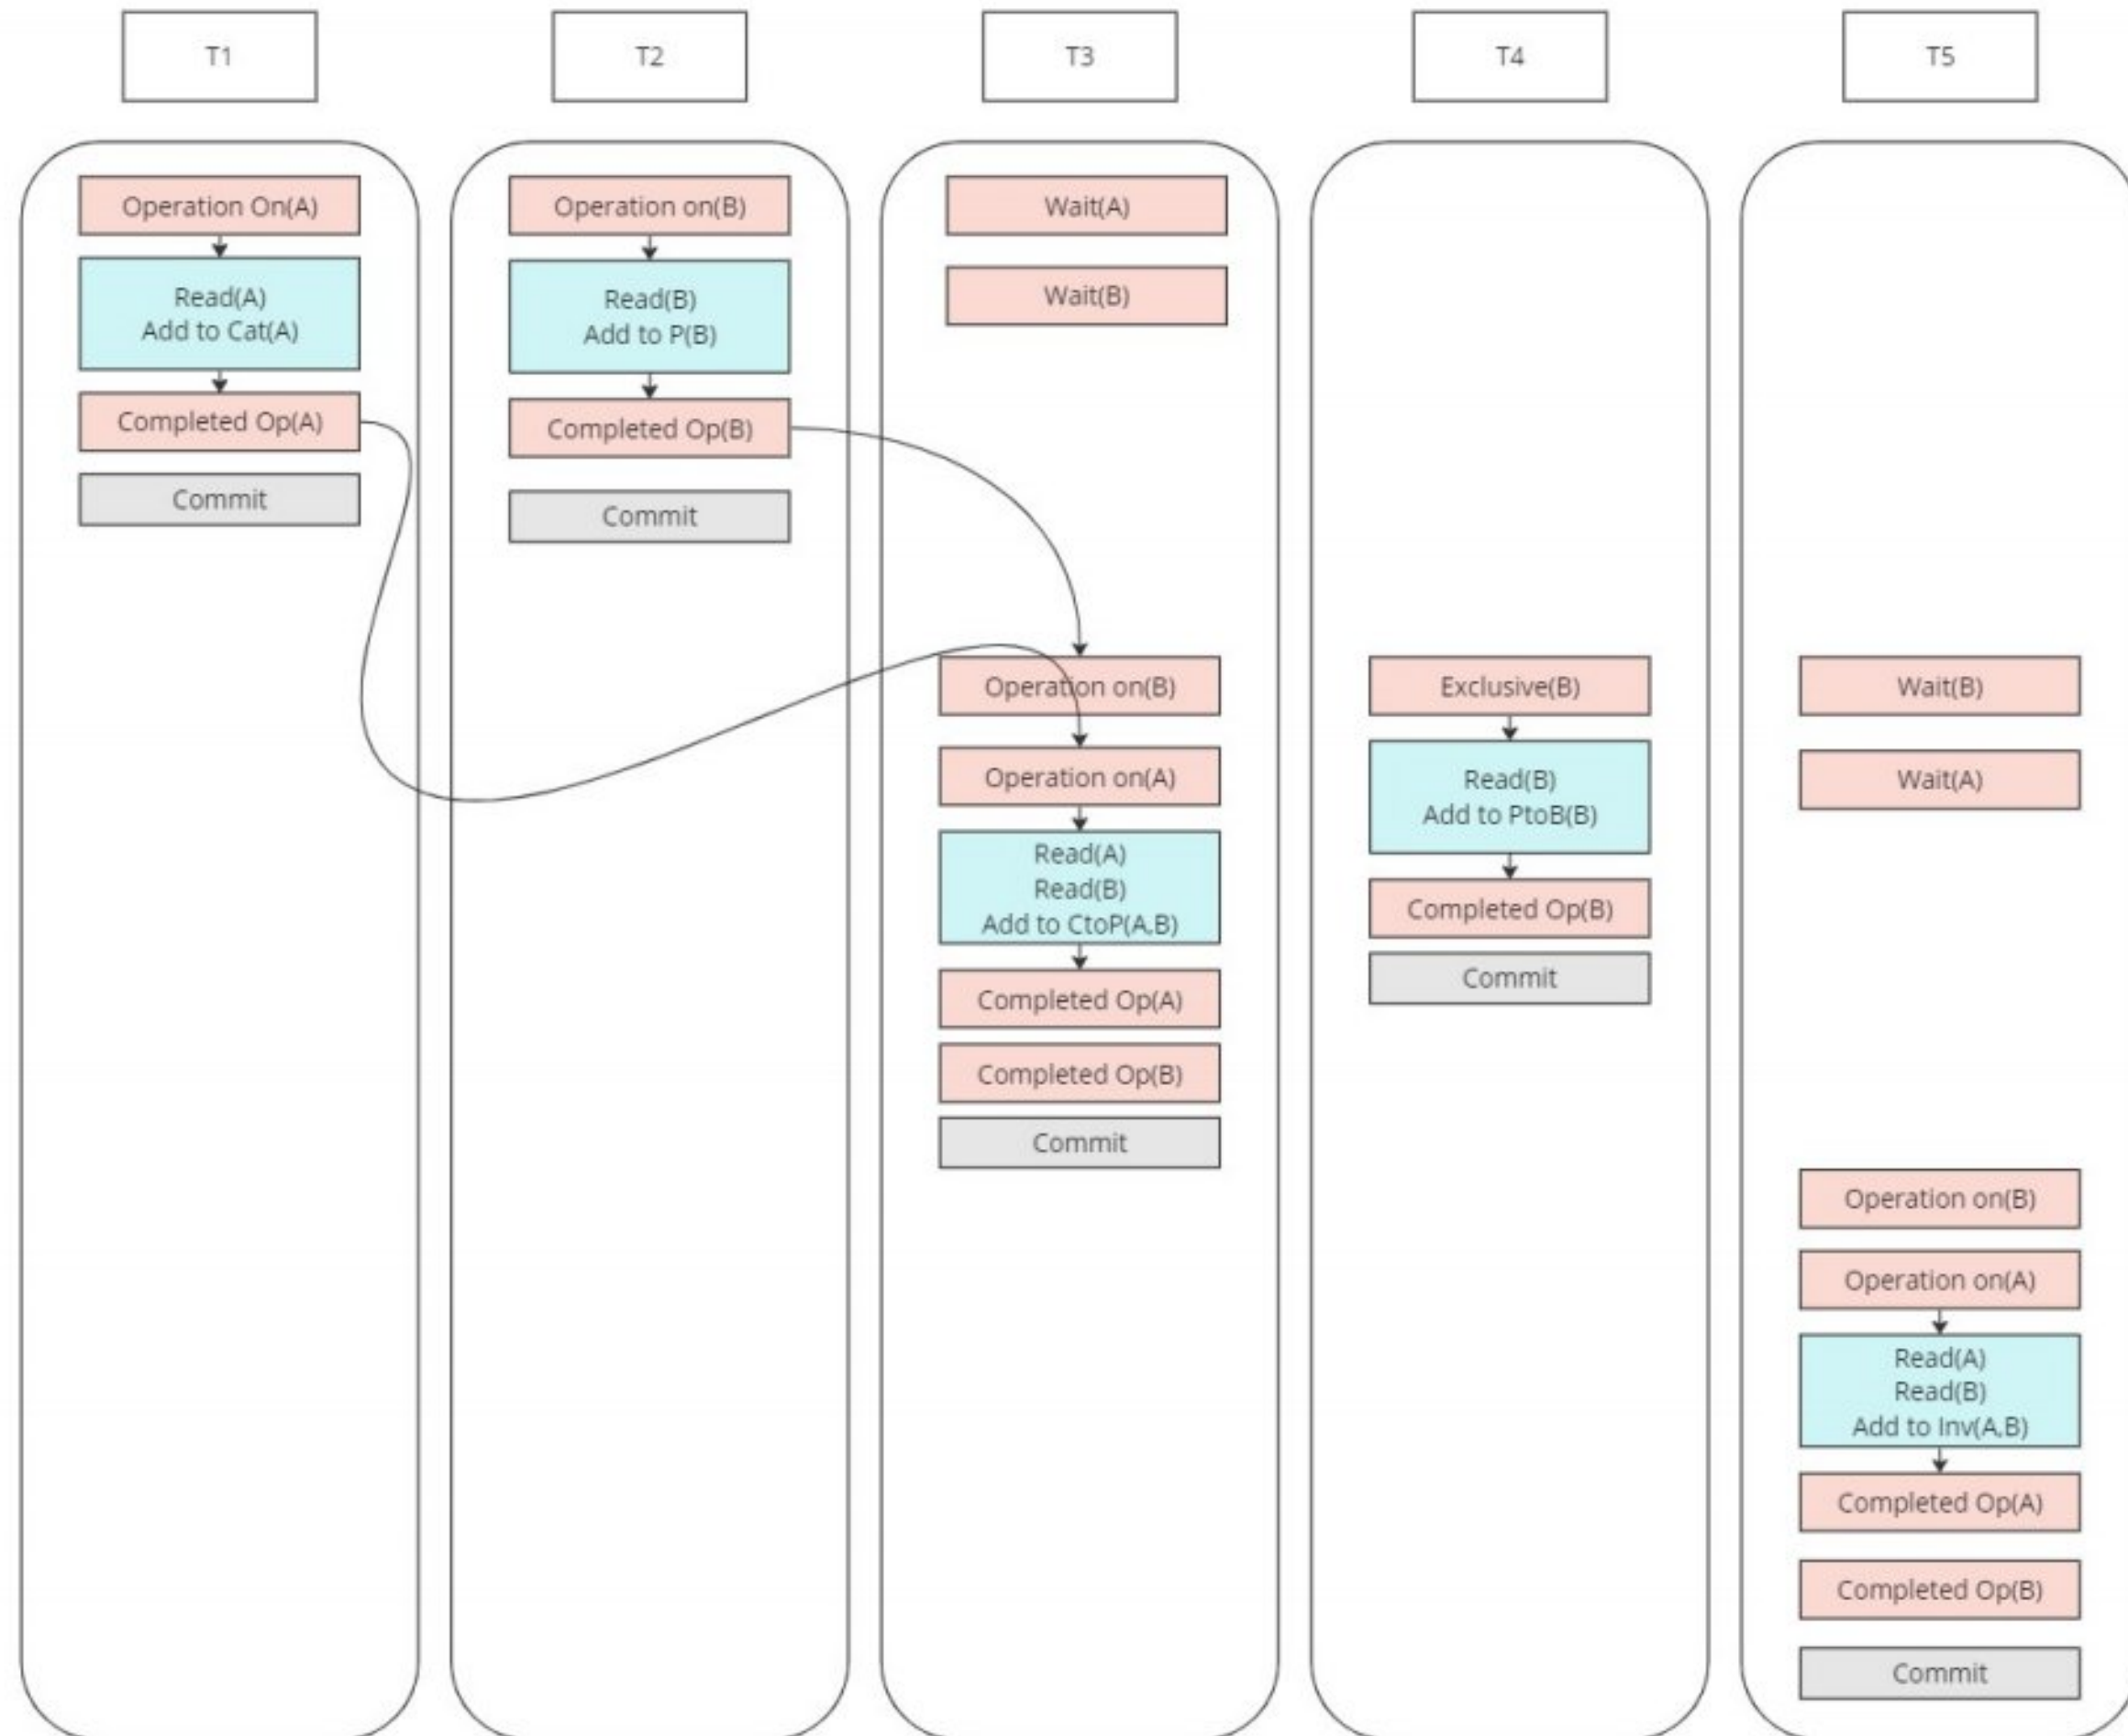 T1
T2
T3
T4
T5
Operation On(A)
Read(A)
Add to Cat(A)
Completed Op(A)
Commit
Operation on(B)
Read(B)
Add to P(B)
Completed Op(B)
Commit
Wait(A)
Wait(B)
Operation on(B)
Operation on(A)
Read(A)
Read(B)
Add to CtoP(A,B)
Completed Op(A)
Completed Op(B)
Commit
Exclusive(B)
Read(B)
Add to PtoB(B)
Completed Op(B)
Commit
Wait(B)
Wait(A)
Operation on(B)
Operation on(A)
Read(A)
Read(B)
Add to Inv(A,B)
Completed Op(A)
Completed Op(B)
Commit